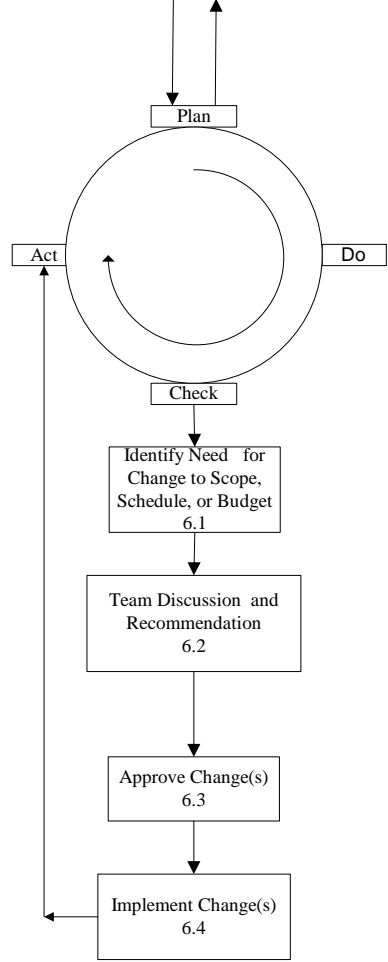 Plan
Act
Do
Check
Identify Need for
Change to Scope,
Schedule, or Budget
6.1
Team Discussion and
Recommendation
6.2
Approve Change(s)
6.3
Implement Change(s)
6.4